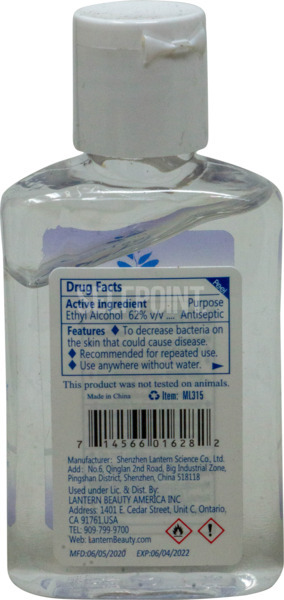 Peel
Drug Facts
Active Ingredient Purpose
Ethyl Alcohol 62% v/v .... Antiseptic
Features ♦ To decrease bacteria on
the skin that could cause disease.
♦ Recommended for repeated use.
♦ Use anywhere without water.
This product was not tested on animals.
Made in China Item: ML315
7 14566 01628 2
Manufacturer: Shenzhen Lantern Science Co., Ltd.
Add: No.6, Qinglan 2nd Road, Big Industrial Zone,
Pingshan District, Shenzhen, China 518118
Used under Lic. & Dist. By:
LANTERN BEAUTY AMERICA INC
Address: 1401 E. Cedar Street, Unit C, Ontario,
CA 91761,USA
TEL: 909-799 9700
Web: LanternBeauty.com
MFD:06/05/2020 EXP:06/04/2022